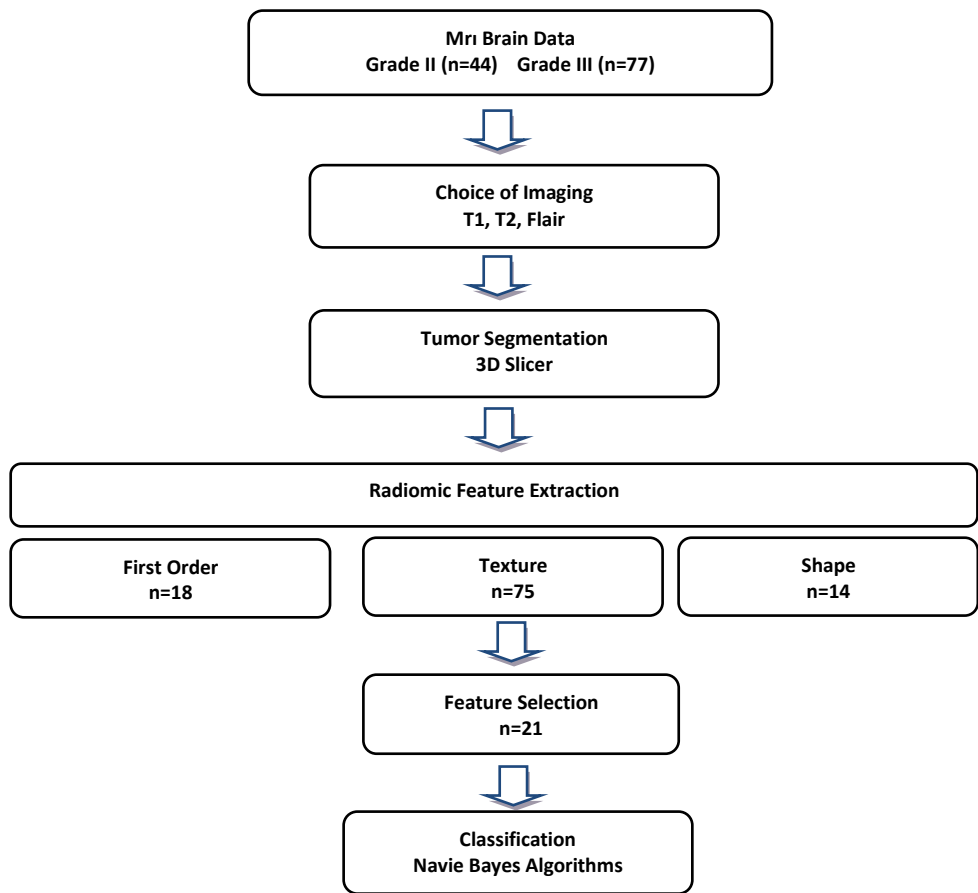 Mrı Brain Data
Grade II (n=44) Grade III (n=77)
Choice of Imaging
T1, T2, Flair
Tumor Segmentation
3D Slicer
Radiomic Feature Extraction
First Order
n=18
Texture
n=75
Shape
n=14
Feature Selection
n=21
Classification
Navie Bayes Algorithms